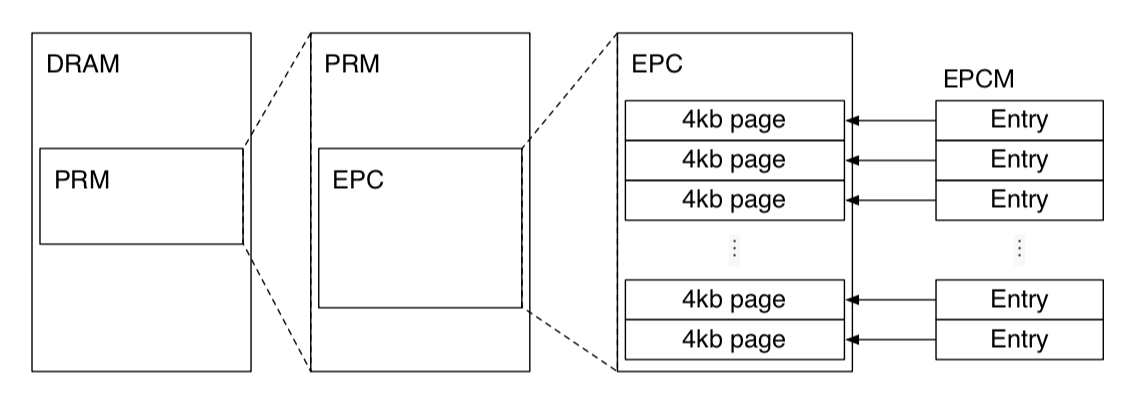 DRAM
PRM
PRM
EPC
EPC
4kb page
4kb page
4kb page
⋮
4kb page
4kb page
EPCM
Entry
Entry
Entry
⋮
Entry
Entry